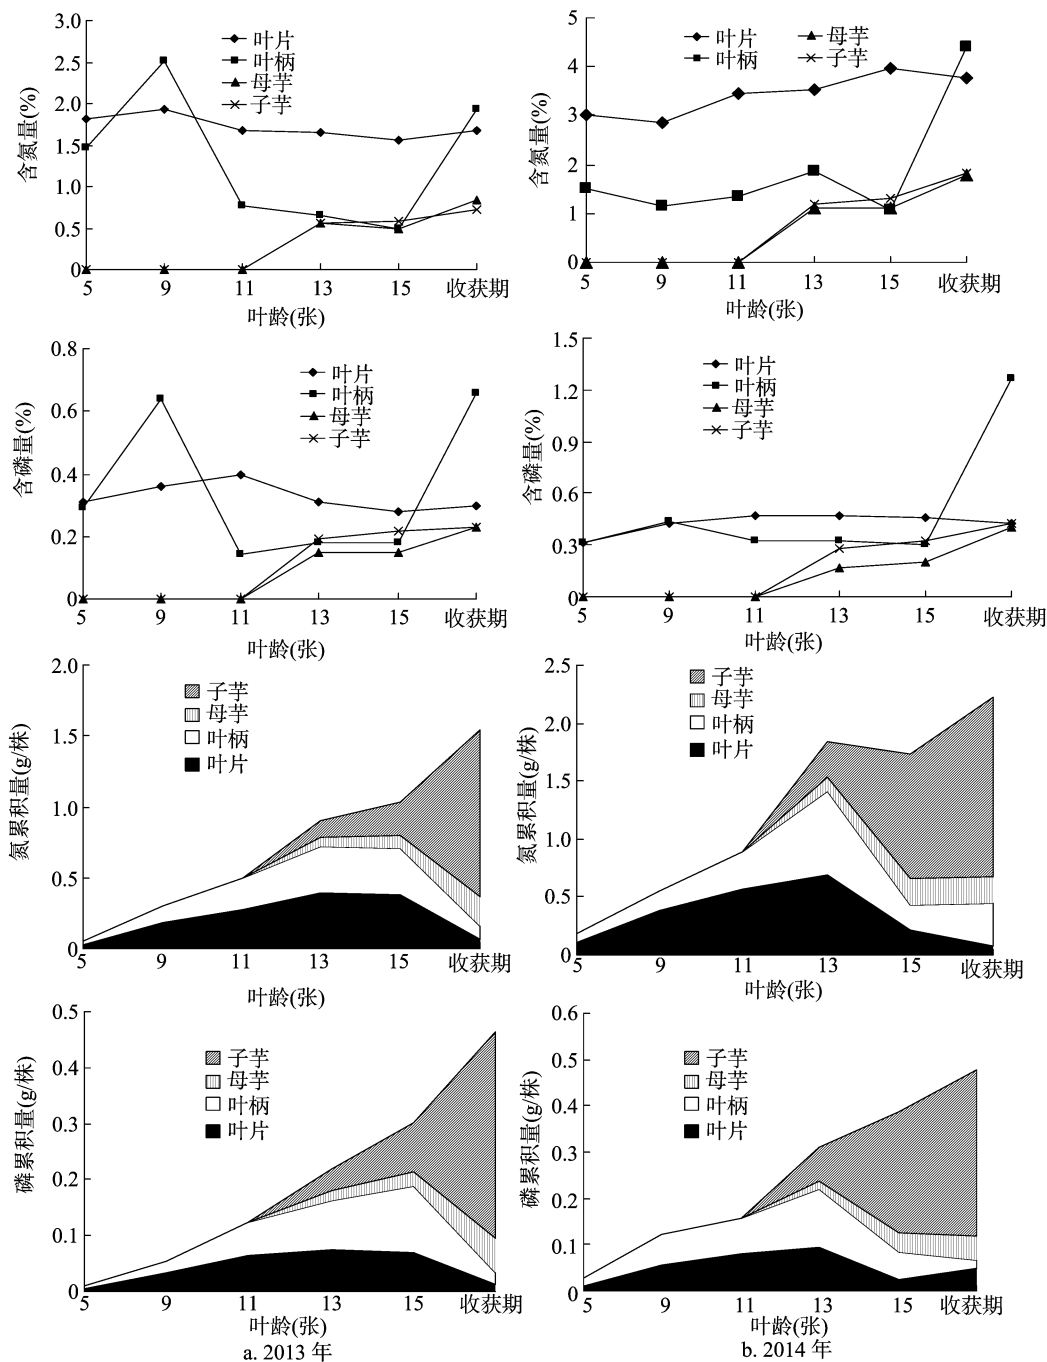 3.0
2.5
2.0
1.5
1.0
0.5
0
含氮量(%)
叶片
叶柄
母芋
子芋
5 9 11 13 15 收获期
叶龄(张)
5
4
3
2
1
0
含氮量(%)
叶片 母芋
叶柄 子芋
5 9 11 13 15 收获期
叶龄(张)
0.8
0.6
0.4
0.2
0
含磷量(%)
叶片
叶柄
母芋
子芋
5 9 11 13 15 收获期
叶龄(张)
1.5
1.2
0.9
0.6
0.3
0
含磷量(%)
叶片
叶柄
母芋
子芋
5 9 11 13 15 收获期
叶龄(张)
2.0
1.5
1.0
0.5
0
氮累积量(g/株)
子芋
母芋
叶柄
叶片
5 9 11 13 15 收获期
叶龄(张)
2.5
2.0
1.5
1.0
0.5
0
氮累积量(g/株)
子芋
母芋
叶柄
叶片
5 9 11 13 15 收获期
叶龄(张)
0.5
0.4
0.3
0.2
0.1
0
磷累积量(g/株)
子芋
母芋
叶柄
叶片
5 9 11 13 15 收获期
叶龄(张)
a. 2013 年
0.6
0.5
0.4
0.3
0.2
0.1
0
磷累积量(g/株)
子芋
母芋
叶柄
叶片
5 9 11 13 15 收获期
叶龄(张)
b. 2014 年